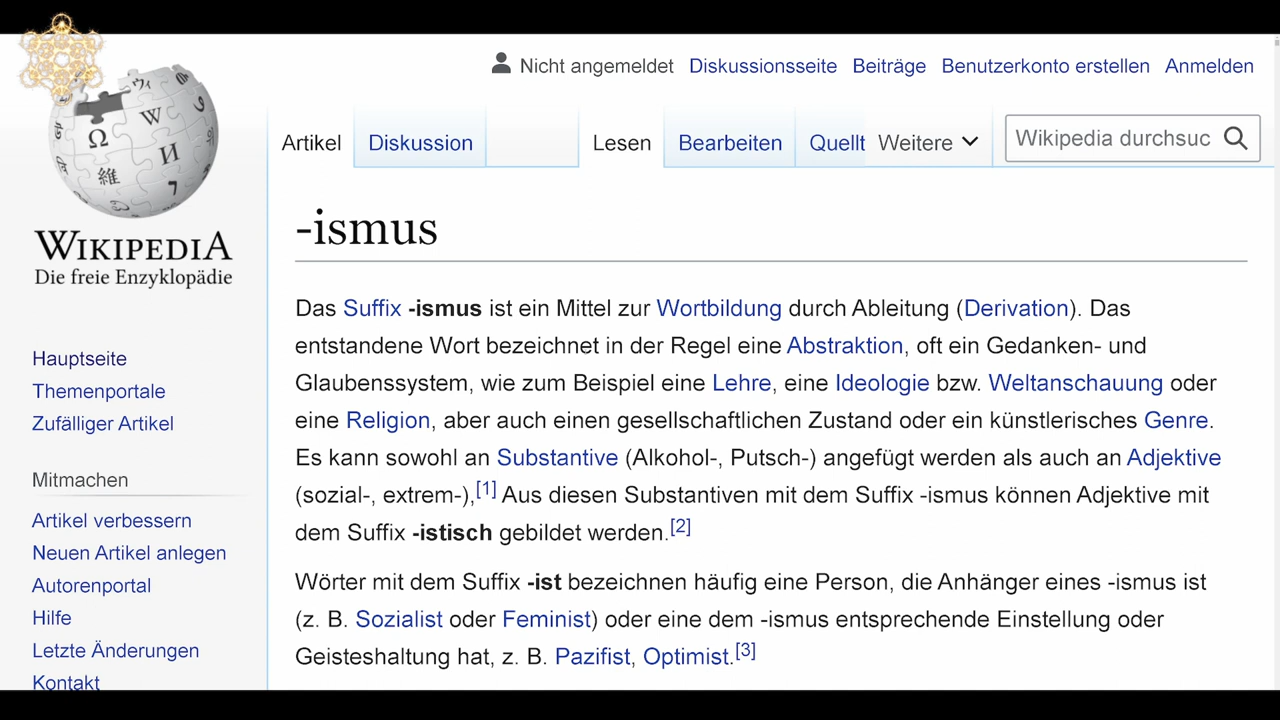 Nicht angemeldet Diskussionsseite Beiträge Benutzerkonto erstellen Anmelden
Artikel Diskussion Lesen Bearbeiten Quellt Weitere Wikipedia durchsuc
WIKIPEDIA
Die freie Enzyklopädie
Hauptseite
Themenportale
Zufälliger Artikel
Mitmachen
Artikel verbessern
Neuen Artikel anlegen
Autorenportal
Hilfe
Letzte Änderungen
Kontakt
-ismus
Das Suffix -ismus ist ein Mittel zur Wortbildung durch Ableitung (Derivation). Das
entstandene Wort bezeichnet in der Regel eine Abstraktion, oft ein Gedanken- und
Glaubenssystem, wie zum Beispiel eine Lehre, eine Ideologie bzw. Weltanschauung oder
eine Religion, aber auch einen gesellschaftlichen Zustand oder ein künstlerisches Genre.
Es kann sowohl an Substantive (Alkohol-, Putsch-) angefügt werden als auch an Adjektive
(sozial-, extrem-),[1] Aus diesen Substantiven mit dem Suffix -ismus können Adjektive mit
dem Suffix -istisch gebildet werden.[2]
Wörter mit dem Suffix -ist bezeichnen häufig eine Person, die Anhänger eines -ismus ist
(z. B. Sozialist oder Feminist) oder eine dem -ismus entsprechende Einstellung oder
Geisteshaltung hat, z. B. Pazifist, Optimist.[3]